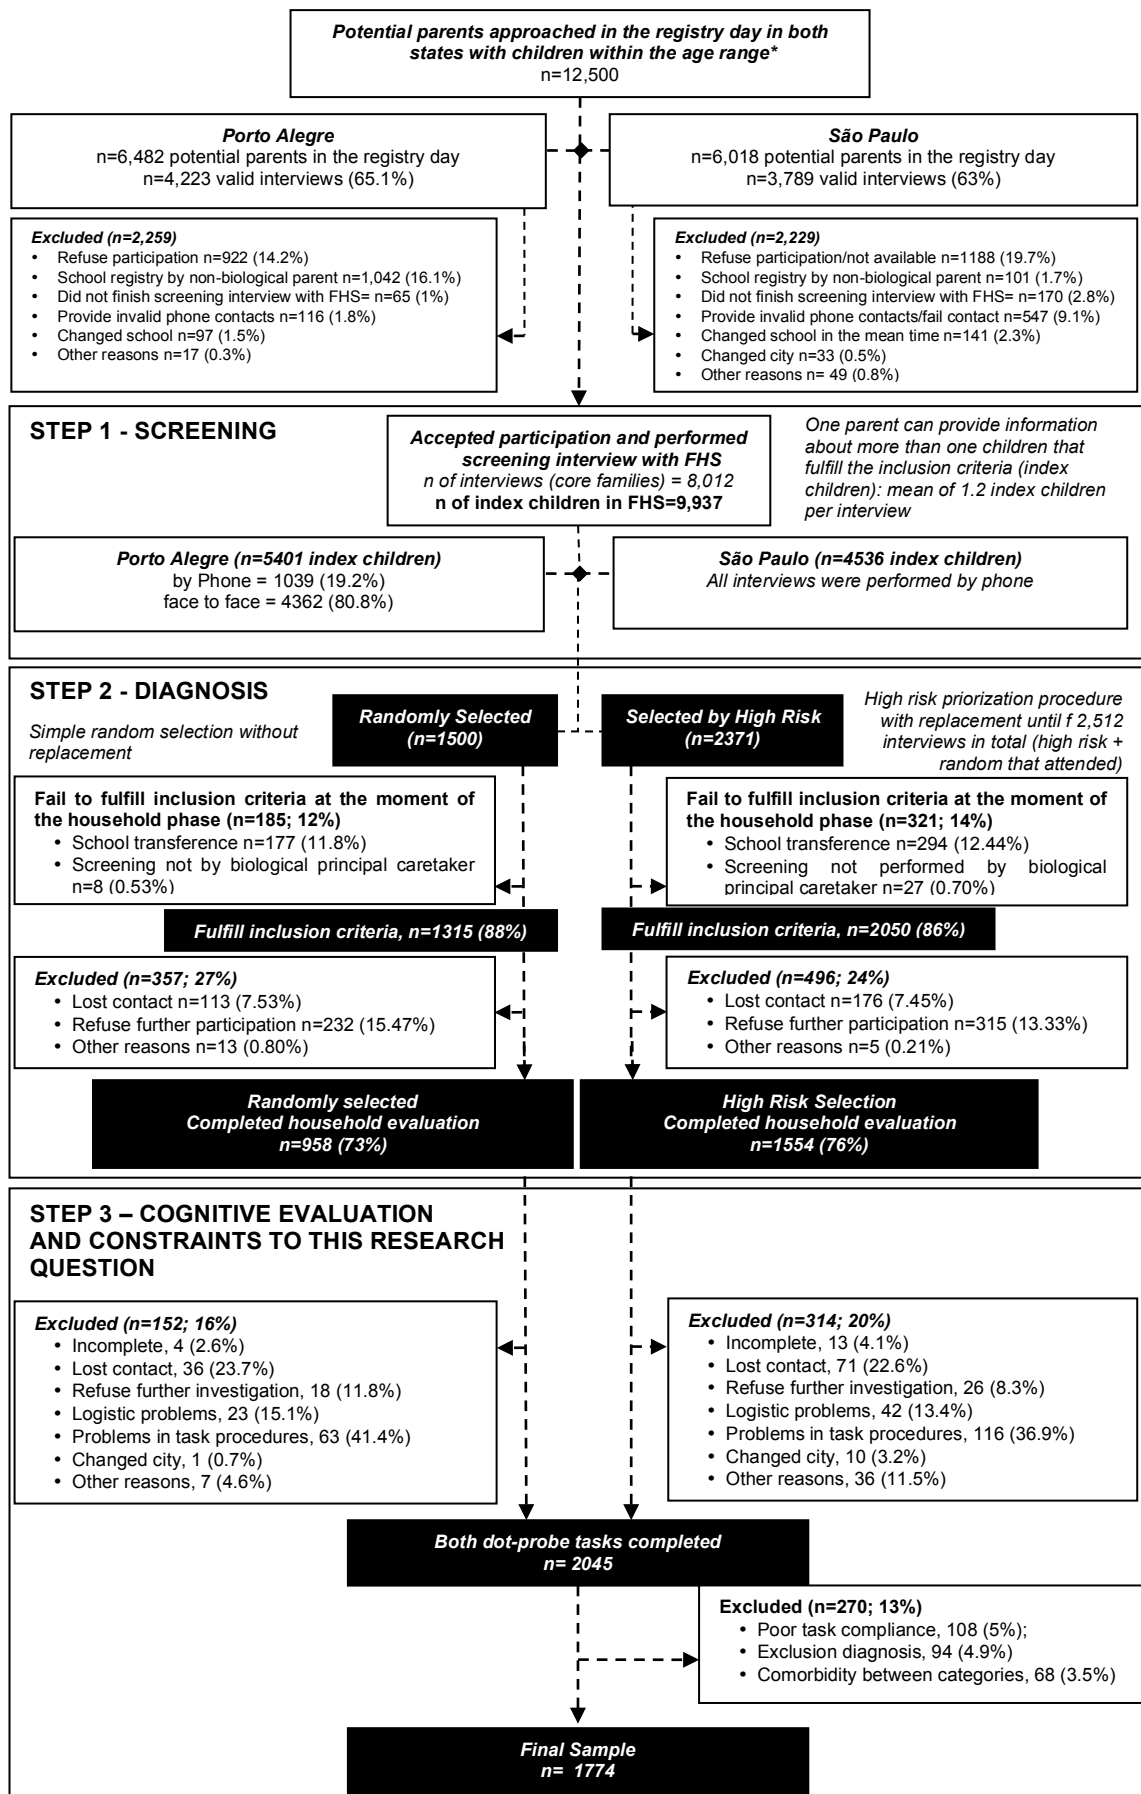 Potential parents approached in the registry day in both
states with children within the age range*
n=12,500
Porto Alegre
n=6,482 potential parents in the registry day
n=4,223 valid interviews (65.1%)
São Paulo
n=6,018 potential parents in the registry day
n=3,789 valid interviews (63%)
Excluded (n=2,259)
• Refuse participation n=922 (14.2%)
• School registry by non-biological parent n=1,042 (16.1%)
• Did not finish screening interview with FHS= n=65 (1%)
• Provide invalid phone contacts n=116 (1.8%)
• Changed school n=97 (1.5%)
• Other reasons n=17 (0.3%)
Excluded (n=2,229)
• Refuse participation/not available n=1188 (19.7%)
• School registry by non-biological parent n=101 (1.7%)
• Did not finish screening interview with FHS= n=170 (2.8%)
• Provide invalid phone contacts/fail contact n=547 (9.1%)
• Changed school in the mean time n=141 (2.3%)
• Changed city n=33 (0.5%)
• Other reasons n= 49 (0.8%)
STEP 1 - SCREENING
Accepted participation and performed
screening interview with FHS
n of interviews (core families) = 8,012
n of index children in FHS=9,937
One parent can provide information
about more than one children that
fulfill the inclusion criteria (index
children): mean of 1.2 index children
per interview
Porto Alegre (n=5401 index children)
by Phone = 1039 (19.2%)
face to face = 4362 (80.8%)
São Paulo (n=4536 index children)
All interviews were performed by phone
STEP 2 - DIAGNOSIS
Simple random selection without
replacement
Randomly Selected
(n=1500)
Selected by High Risk
(n=2371)
High risk priorization procedure
with replacement until f 2,512
interviews in total (high risk +
random that attended)
Fail to fulfill inclusion criteria at the moment of
the household phase (n=185; 12%)
• School transference n=177 (11.8%)
• Screening not by biological principal caretaker
n=8 (0.53%)
Fail to fulfill inclusion criteria at the moment of
the household phase (n=321; 14%)
• School transference n=294 (12.44%)
• Screening not performed by biological
principal caretaker n=27 (0.70%)
Fulfill inclusion criteria, n=1315 (88%)
Fulfill inclusion criteria, n=2050 (86%)
Excluded (n=357; 27%)
• Lost contact n=113 (7.53%)
• Refuse further participation n=232 (15.47%)
• Other reasons n=13 (0.80%)
Excluded (n=496; 24%)
• Lost contact n=176 (7.45%)
• Refuse further participation n=315 (13.33%)
• Other reasons n=5 (0.21%)
Randomly selected
Completed household evaluation
n=958 (73%)
High Risk Selection
Completed household evaluation
n=1554 (76%)
STEP 3 – COGNITIVE EVALUATION
AND CONSTRAINTS TO THIS RESEARCH
QUESTION
Excluded (n=152; 16%)
• Incomplete, 4 (2.6%)
• Lost contact, 36 (23.7%)
• Refuse further investigation, 18 (11.8%)
• Logistic problems, 23 (15.1%)
• Problems in task procedures, 63 (41.4%)
• Changed city, 1 (0.7%)
• Other reasons, 7 (4.6%)
Excluded (n=314; 20%)
• Incomplete, 13 (4.1%)
• Lost contact, 71 (22.6%)
• Refuse further investigation, 26 (8.3%)
• Logistic problems, 42 (13.4%)
• Problems in task procedures, 116 (36.9%)
• Changed city, 10 (3.2%)
• Other reasons, 36 (11.5%)
Both dot-probe tasks completed
n= 2045
Excluded (n=270; 13%)
• Poor task compliance, 108 (5%);
• Exclusion diagnosis, 94 (4.9%)
• Comorbidity between categories, 68 (3.5%)
Final Sample
n= 1774